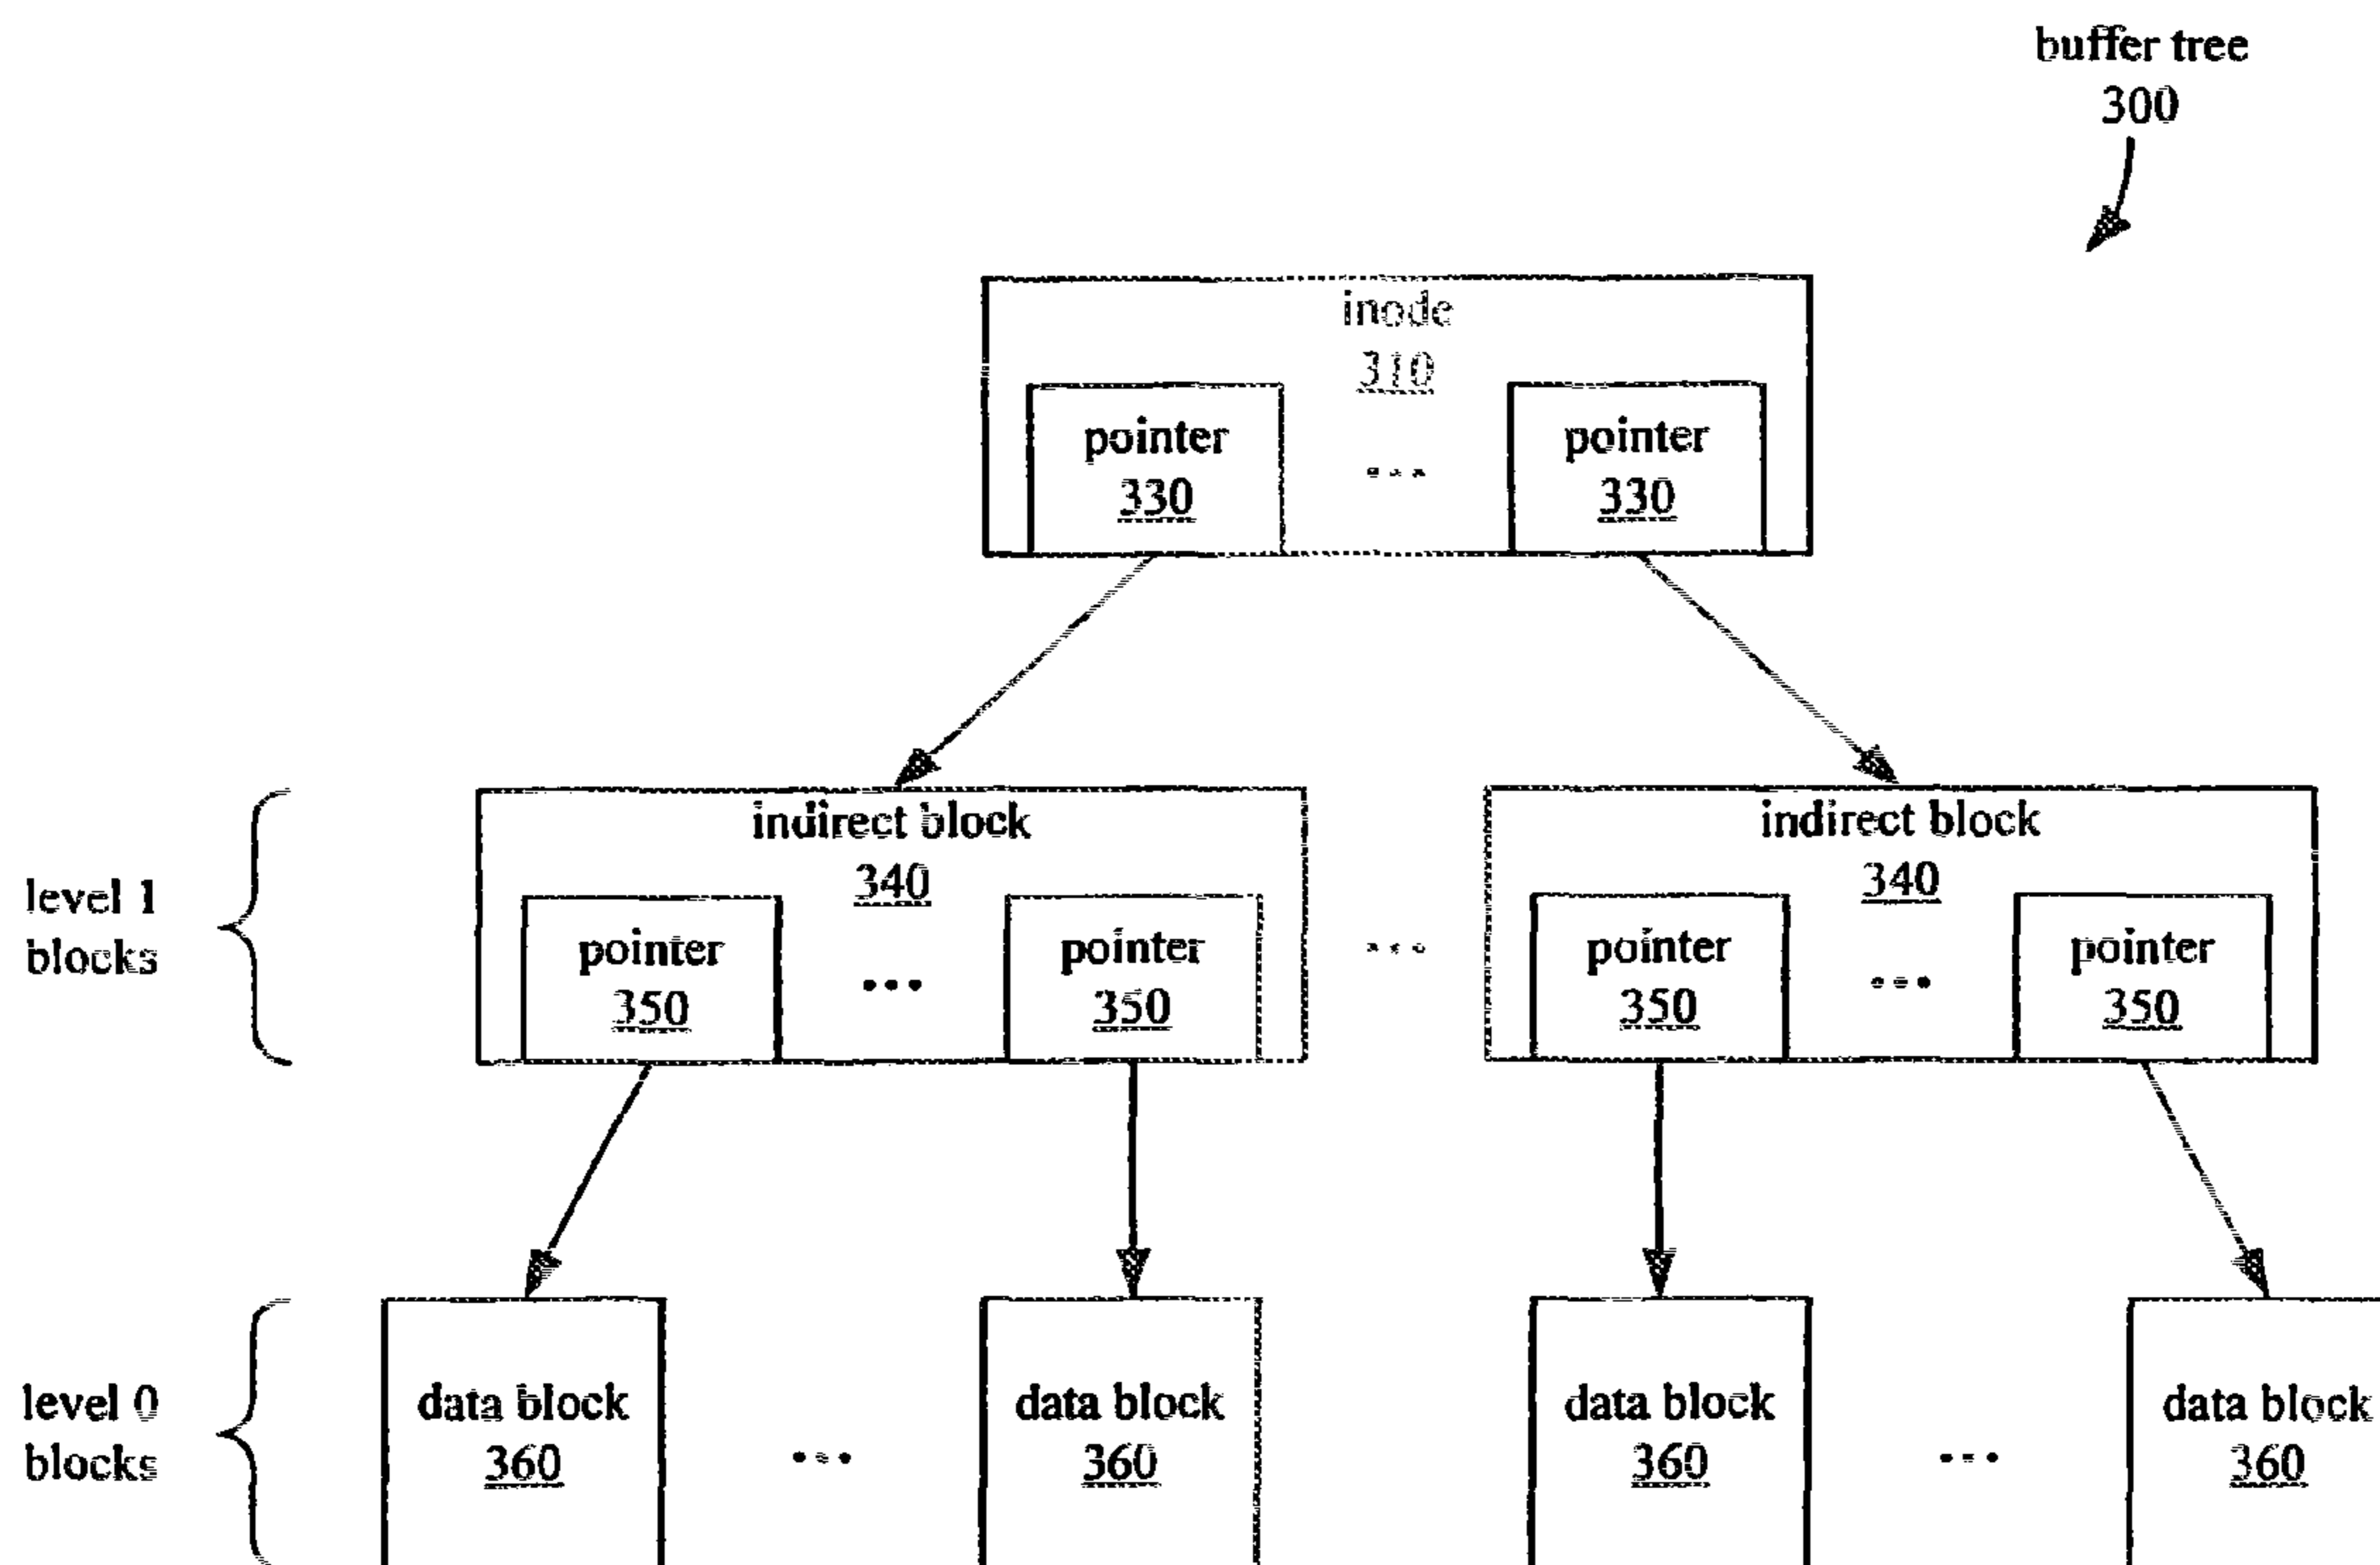 buffer tree
300
inode
310
pointer
330
...
pointer
330
level 1
blocks
indirect block
340
pointer
350
...
pointer
350
...
indirect block
340
pointer
350
...
pointer
350
level 0
blocks
data block
360
...
data block
360
data block
360
...
data block
360